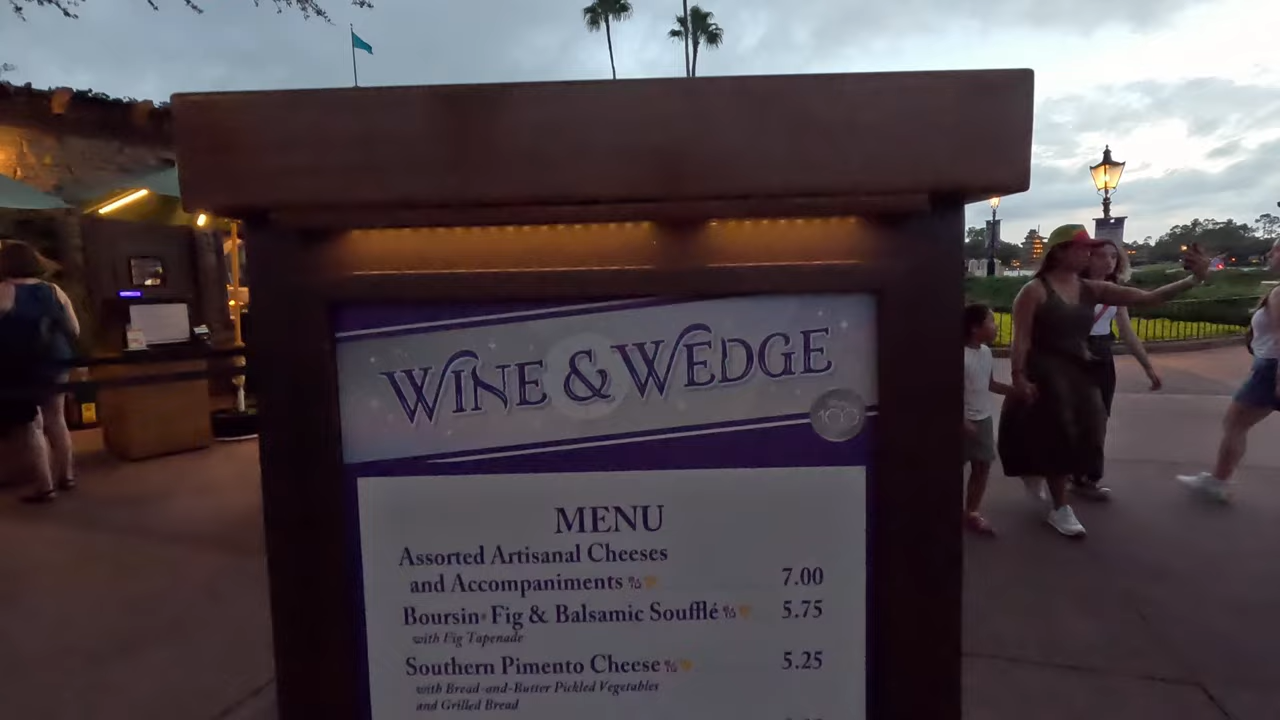 WINE & WEDGE
100
MENU
Assorted Artisanal Cheeses
and Accompaniments
7.00
Boursin® Fig & Balsamic Soufflé
5.75
with Fig Tapenade
Southern Pimento Cheese
5.25
with Bread-and-Butter Pickled Vegetables
and Grilled Bread